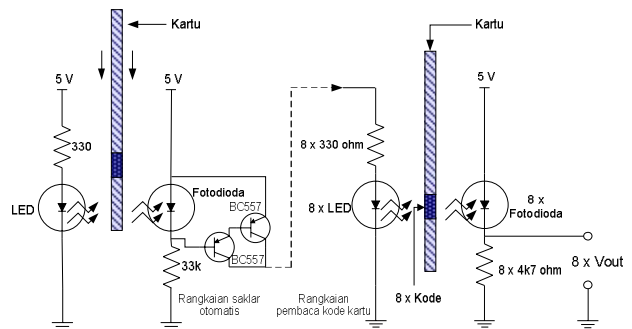 Kartu
5 V
330
LED
5 V
Fotodioda
BC557
BC557
33k
Rangkaian saklar
otomatis
Kartu
8 x 330 ohm
8 x LED
5 V
8 x
Fotodioda
8 x 4k7 ohm
8 x Vout
Rangkaian
pembaca kode kartu
8 x Kode